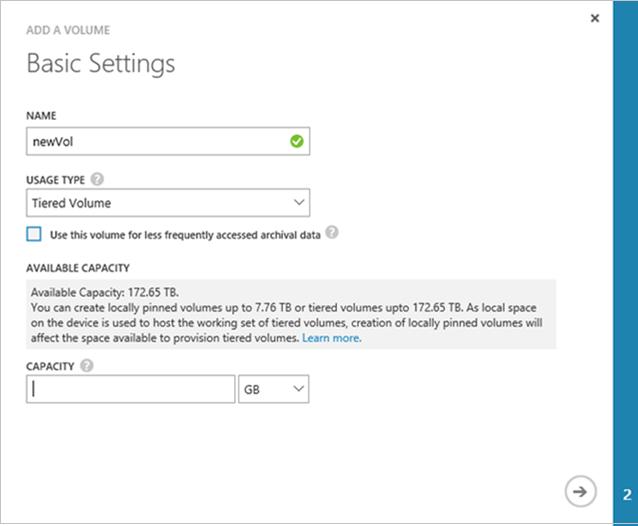 ADD A VOLUME
Basic Settings
NAME
newVol
USAGE TYPE ?
Tiered Volume
Use this volume for less frequently accessed archival data ?
AVAILABLE CAPACITY
Available Capacity: 172.65 TB.
You can create locally pinned volumes up to 7.76 TB or tiered volumes upto 172.65 TB. As local space
on the device is used to host the working set of tiered volumes, creation of locally pinned volumes will
affect the space available to provision tiered volumes. Learn more.
CAPACITY ?
GB
2